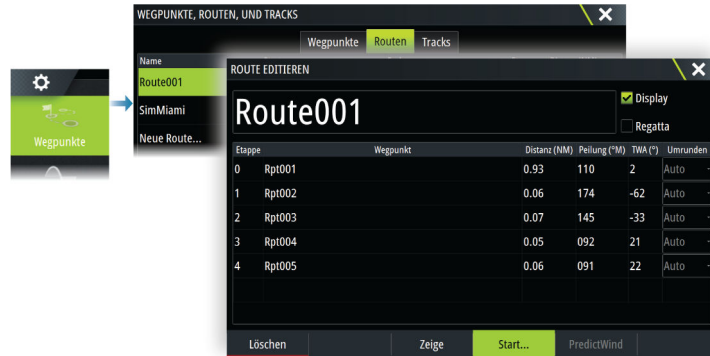 WEGPUNKTE, ROUTEN, UND TRACKS
Wegpunkte Routen Tracks
Name
Route001
SimMiami
Neue Route...
Wegpunkte
ROUTE EDITIEREN
Route001
Display
Regatta
Etappe Wegpunkt Distanz (NM) Peilung (°M) TWA (°) Umrunden
0 Rpt001 0.93 110 2 Auto
1 Rpt002 0.06 174 -62 Auto
2 Rpt003 0.07 145 -33 Auto
3 Rpt004 0.05 092 21 Auto
4 Rpt005 0.06 091 22 Auto
Löschen Zeige Start... PredictWind